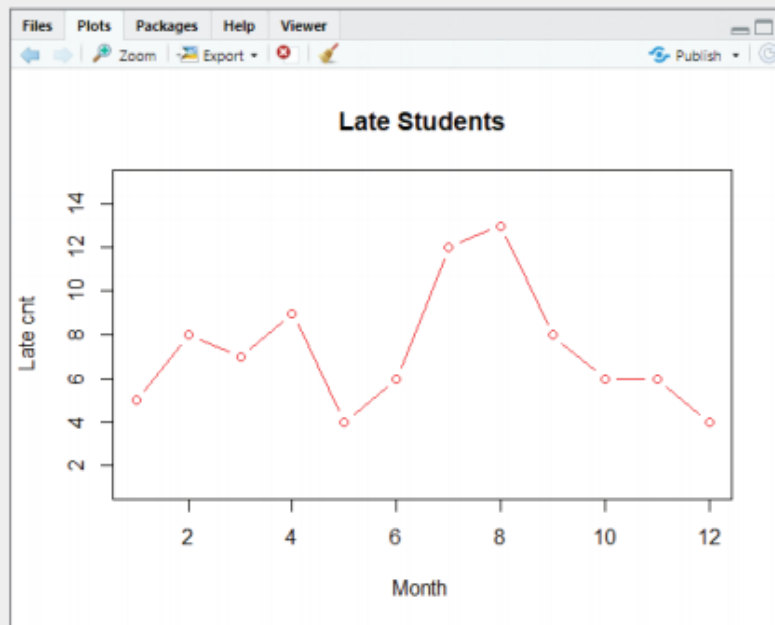 Files Plots Packages Help Viewer
Zoom Export Publish
Late Students
Late cnt
14
12
10
8
6
4
2
2 4 6 8 10 12
Month